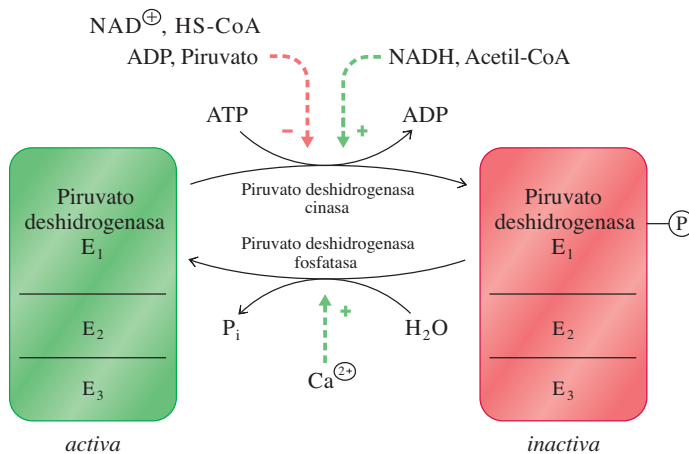 NAD⊕, HS-CoA
ADP, Piruvato
NADH, Acetil-CoA
ATP
ADP
− +
Piruvato
deshidrogenasa
E1
E2
E3
activa
Piruvato deshidrogenasa
cinasa
Piruvato deshidrogenasa
fosfatasa
Pi
+
H2O
Ca2+
Piruvato
deshidrogenasa
E1
P
E2
E3
inactiva